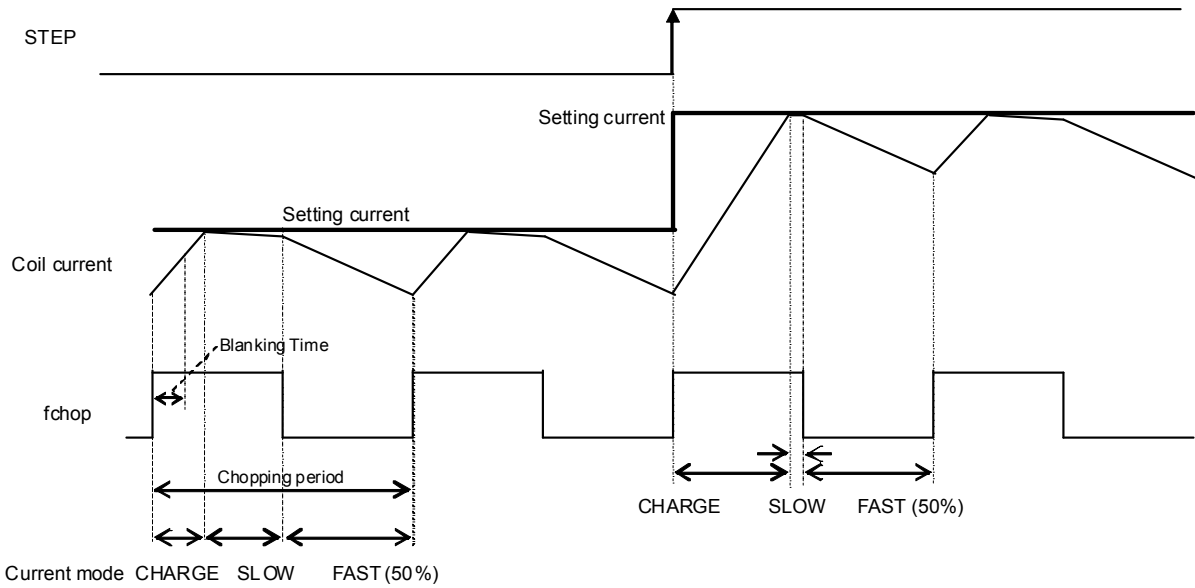 STEP
Setting current
Setting current
Coil current
Blanking Time
fchop
Chopping period
CHARGE SLOW FAST (50%)
Current mode CHARGE SLOW FAST (50%)